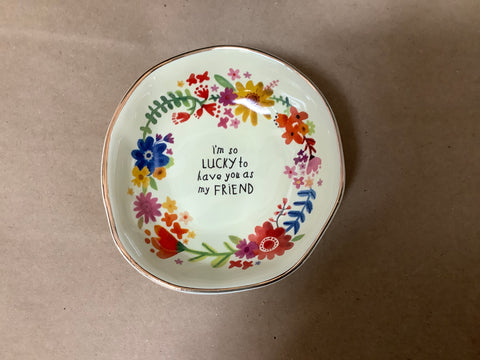 I'm so
LUCKY to
have you as
my FRiEND